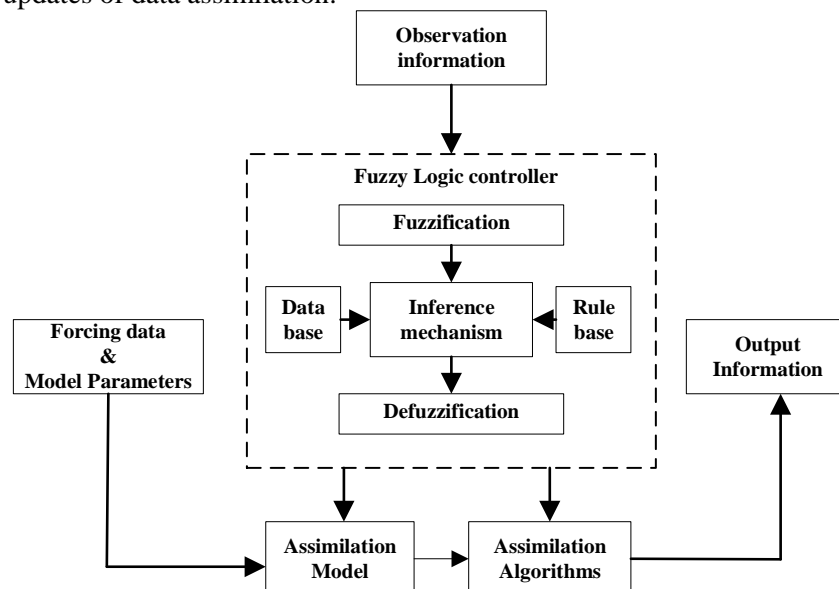 updates of data assimilation.
Observation
information
Fuzzy Logic controller
Fuzzification
Data
base
Inference
mechanism
Rule
base
Defuzzification
Forcing data
&
Model Parameters
Output
Information
Assimilation
Model
Assimilation
Algorithms